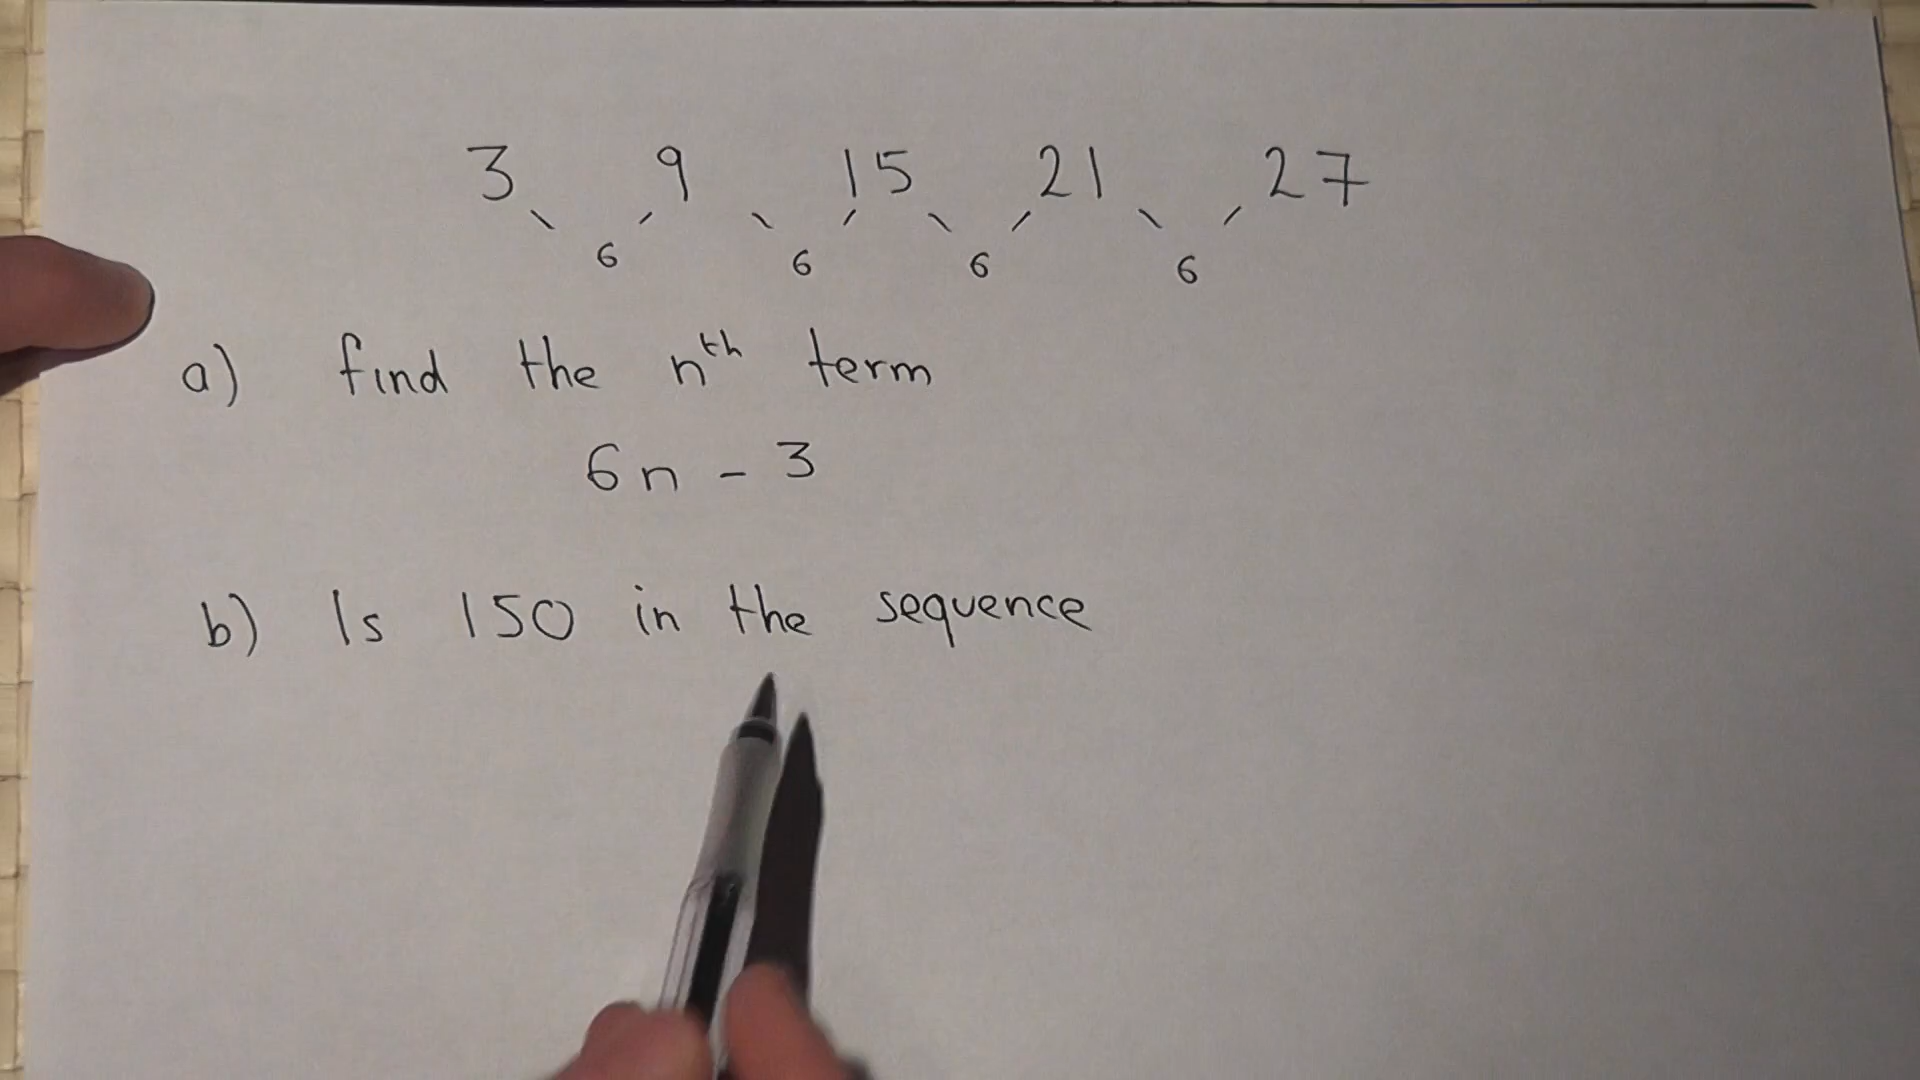 3 9 15 21 27
6 6 6 6
a) find the nth term
6n - 3
b) Is 150 in the sequence